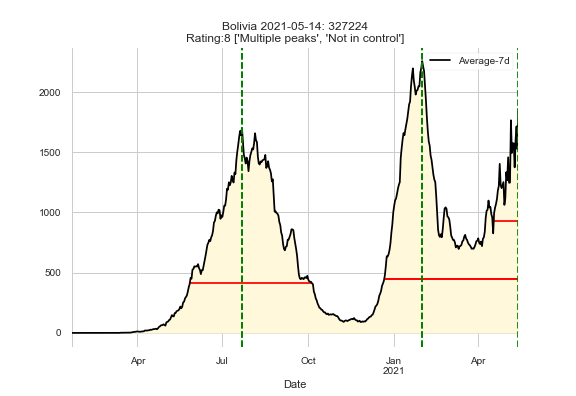 Bolivia 2021-05-14: 327224
Rating:8 ['Multiple peaks', 'Not in control']
Average-7d
2000
1500
1000
500
0
Apr Jul Oct Jan Apr
2021
Date